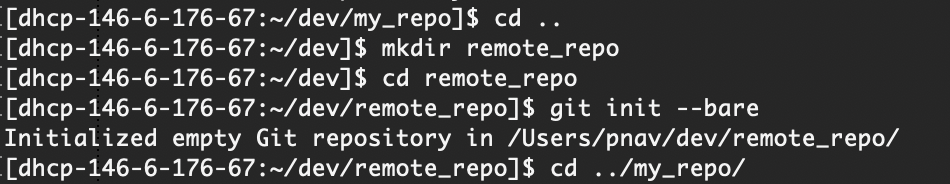 [dhcp-146-6-176-67:~/dev/my_repo]$ cd ..
[dhcp-146-6-176-67:~/dev]$ mkdir remote_repo
[dhcp-146-6-176-67:~/dev]$ cd remote_repo
[dhcp-146-6-176-67:~/dev/remote_repo]$ git init --bare
Initialized empty Git repository in /Users/pnav/dev/remote_repo/
[dhcp-146-6-176-67:~/dev/remote_repo]$ cd ../my_repo/